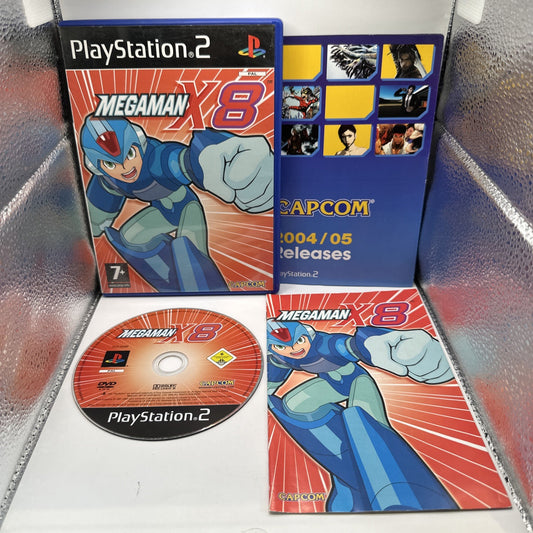 PlayStation®2
PAL
MEGAMAN X8
7+
CAPCOM
CAPCOM
2004/05
Releases
PlayStation 2
MEGAMAN X8
PAL
DVD
CAPCOM
PlayStation®2
MEGAMAN X8
CAPCOM